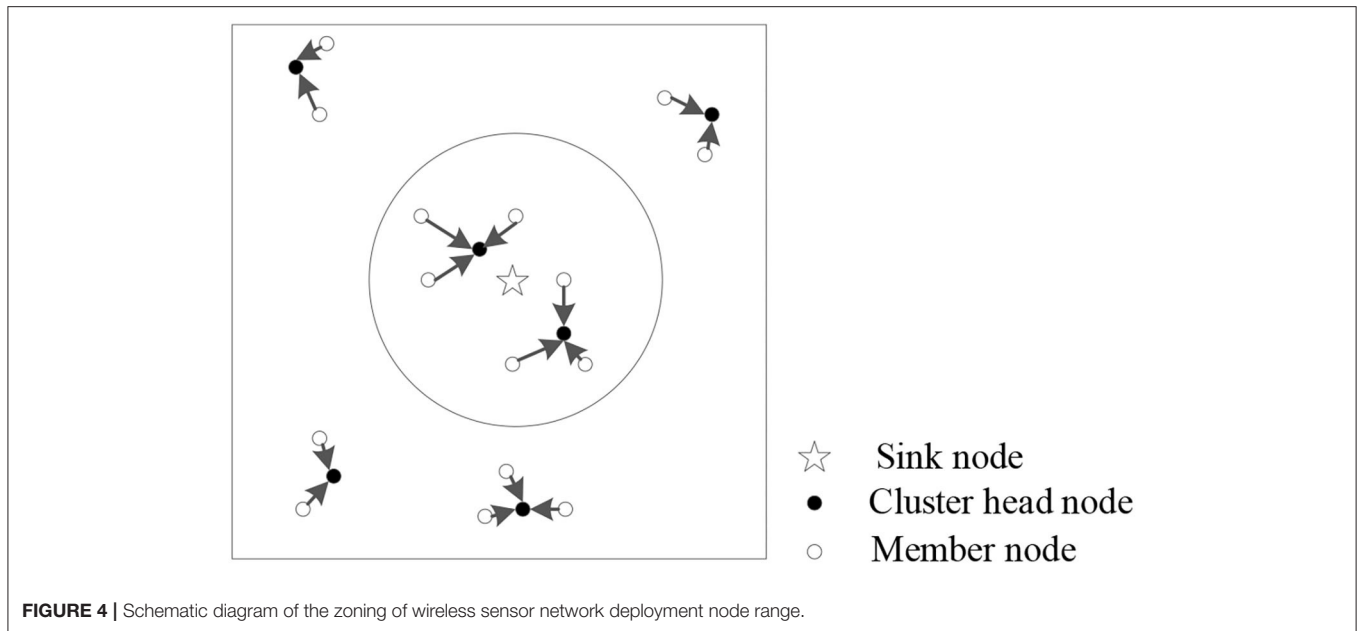 Sink node
Cluster head node
Member node
FIGURE 4 | Schematic diagram of the zoning of wireless sensor network deployment node range.